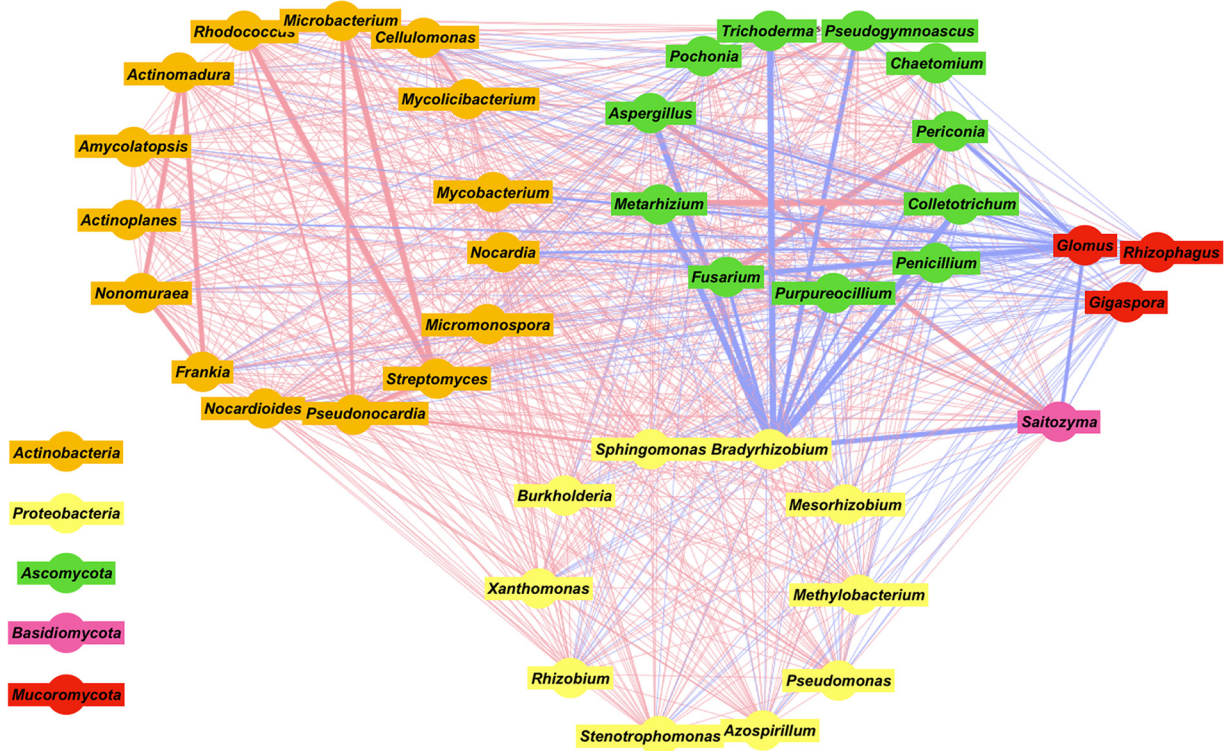 Microbacterium
Rhodococcus
Cellulomonas
Trichoderma
Pseudogymnoascus
Pochonia
Chaetomium
Actinomadura
Mycolicibacterium
Aspergillus
Periconia
Amycolatopsis
Mycobacterium
Metarhizium
Colletotrichum
Actinoplanes
Nocardia
Glomus
Rhizophagus
Fusarium
Penicillium
Nonomuraea
Purpureocillium
Gigaspora
Micromonospora
Frankia
Streptomyces
Nocardioides
Pseudonocardia
Saitozyma
Actinobacteria
Sphingomonas
Bradyrhizobium
Burkholderia
Mesorhizobium
Proteobacteria
Ascomycota
Xanthomonas
Methylobacterium
Basidiomycota
Rhizobium
Pseudomonas
Mucoromycota
Stenotrophomonas
Azospirillum